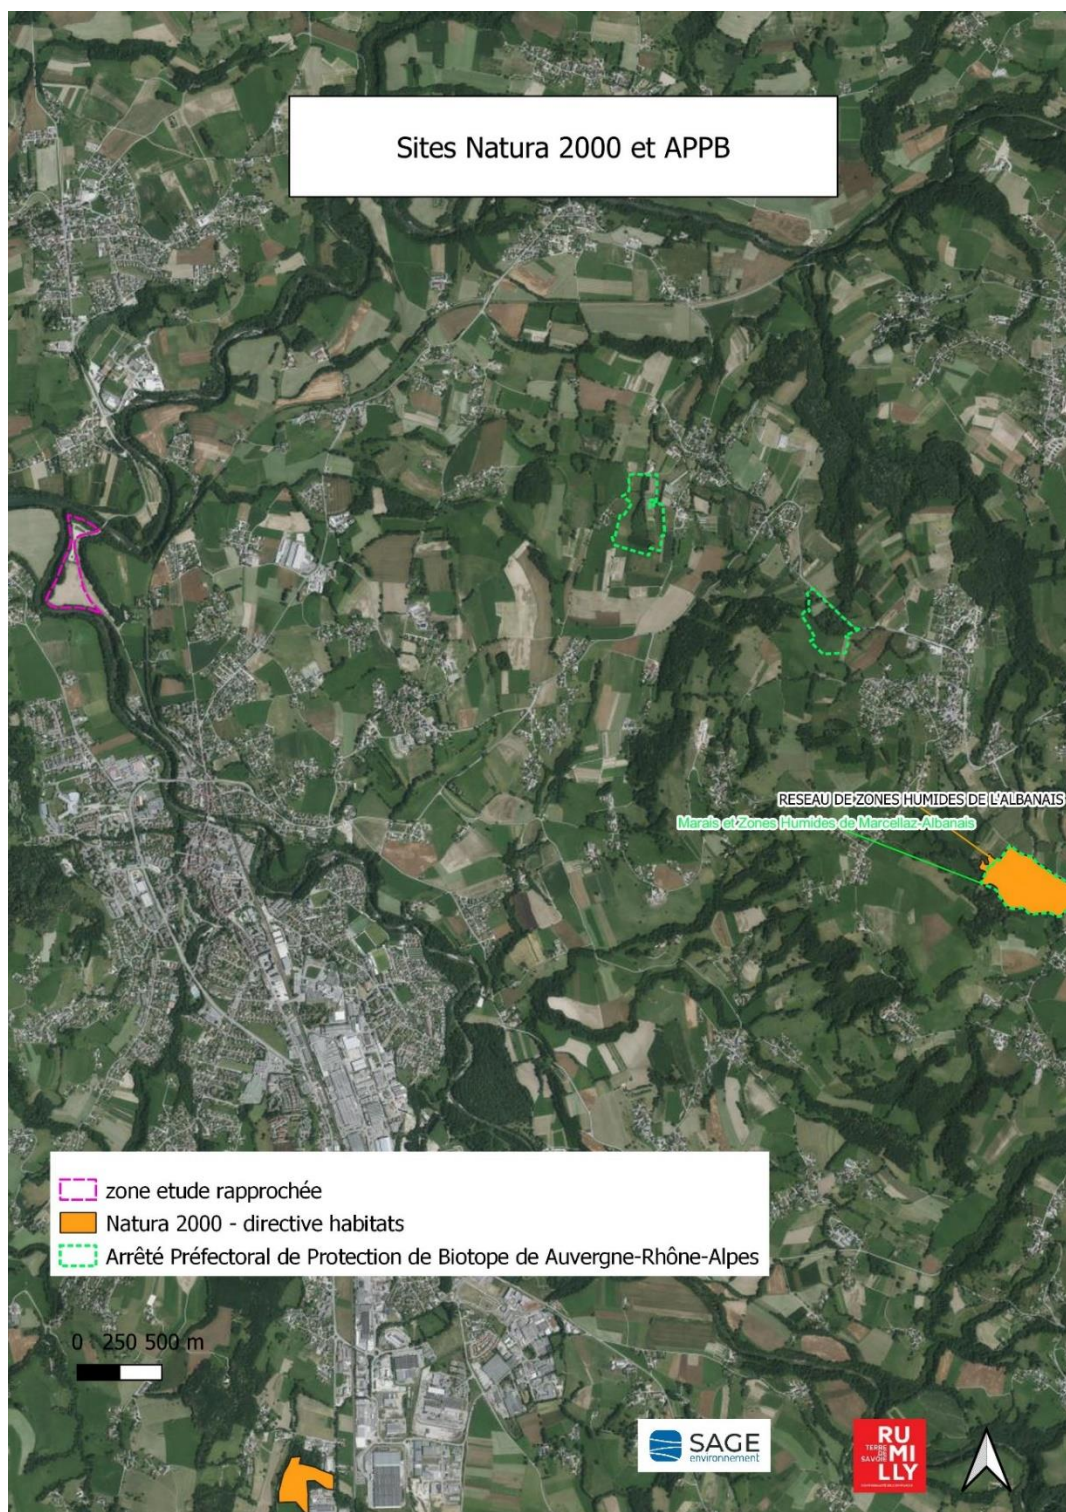 Sites Natura 2000 et APPB
RESEAU DE ZONES HUMIDES DE L'ALBANAIS
Marais et Zones Humides de Marcellaz-Albanais
zone etude rapprochée
Natura 2000 - directive habitats
Arrêté Préfectoral de Protection de Biotope de Auvergne-Rhône-Alpes
0 250 500 m
SAGE
environnement
RU
TERRE DE SAVOIE
MI
LLY